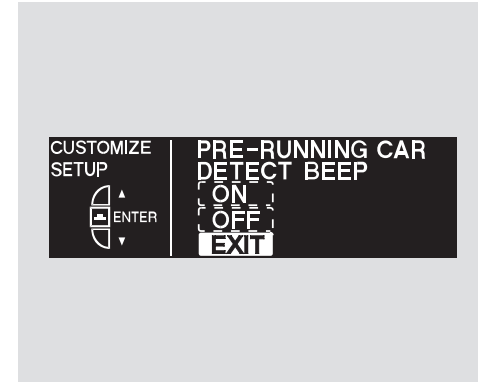 CUSTOMIZE
SETUP
▲
ENTER
▼
PRE-RUNNING CAR
DETECT BEEP
ON
OFF
EXIT